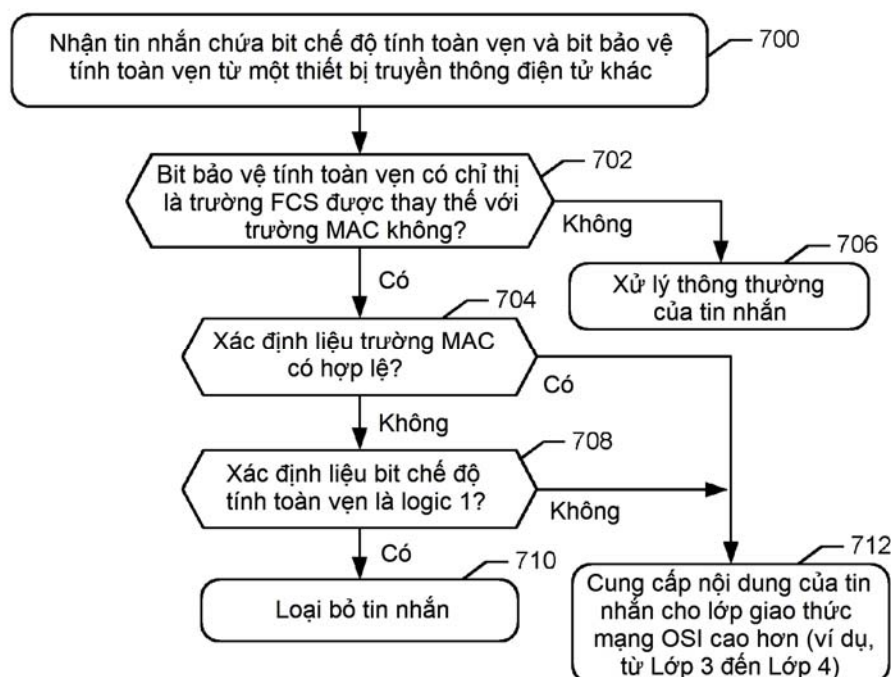 Nhận tin nhắn chứa bit chế độ tính toàn vẹn và bit bảo vệ
tính toàn vẹn từ một thiết bị truyền thông điện tử khác
700
Bit bảo vệ tính toàn vẹn có chỉ thị
là trường FCS được thay thế với
trường MAC không?
702
Không
706
Xử lý thông thường
của tin nhắn
Có
704
Xác định liệu trường MAC
có hợp lệ?
Có
Không
708
Xác định liệu bit chế độ
tính toàn vẹn là logic 1?
Không
Có
710
Loại bỏ tin nhắn
712
Cung cấp nội dung của tin
nhắn cho lớp giao thức
mạng OSI cao hơn (ví dụ,
từ Lớp 3 đến Lớp 4)